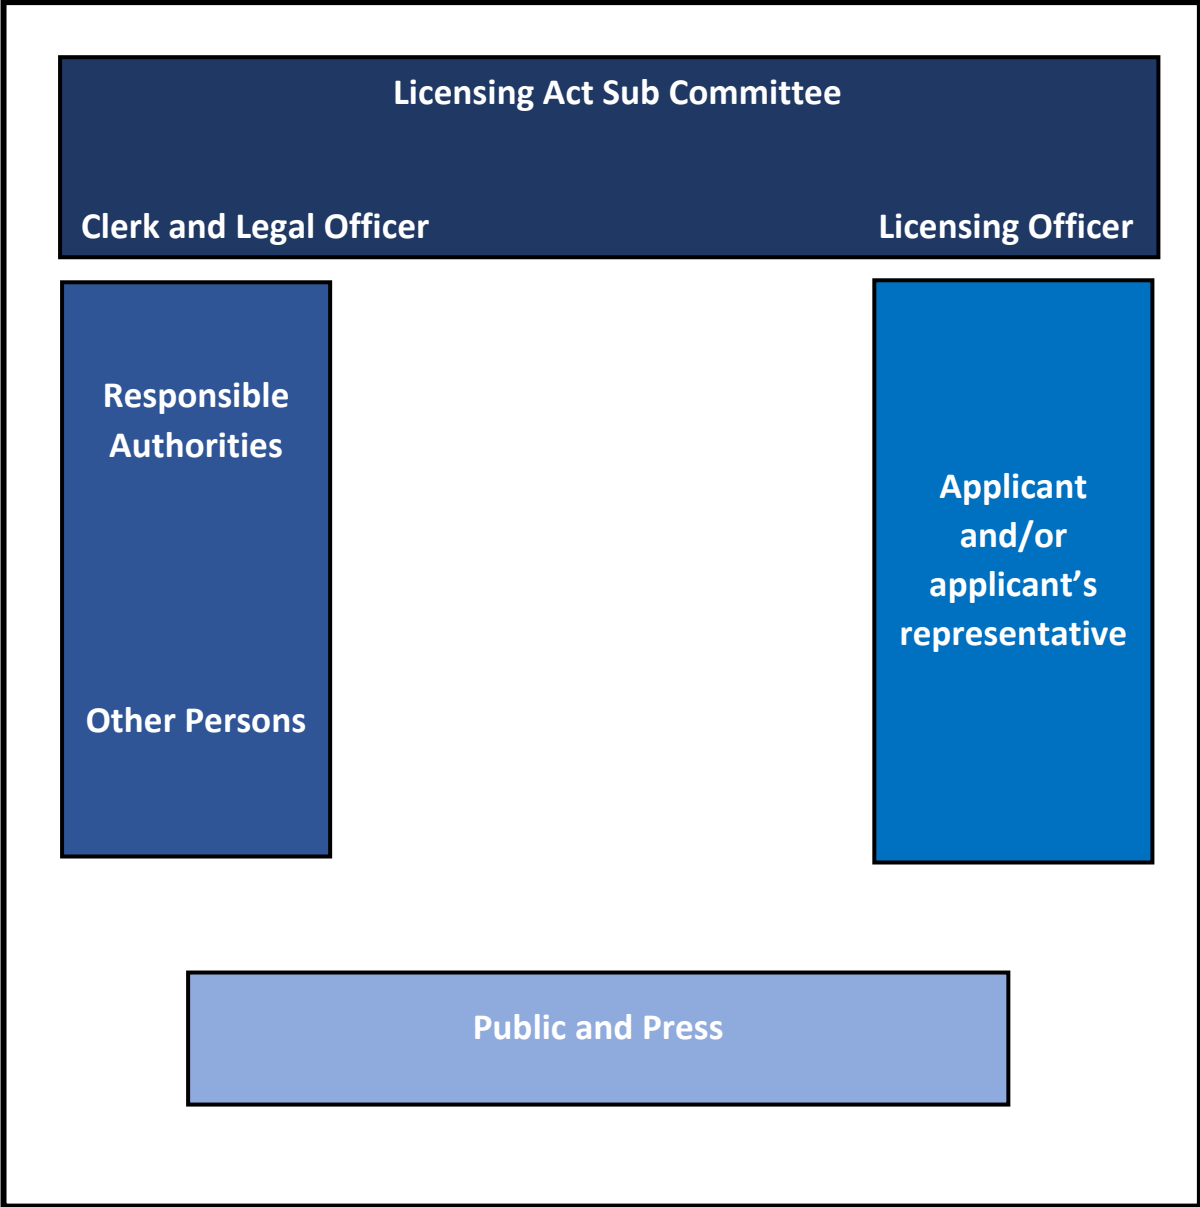 Licensing Act Sub Committee
Clerk and Legal Officer
Licensing Officer
Responsible
Authorities
Other Persons
Applicant
and/or
applicant’s
representative
Public and Press